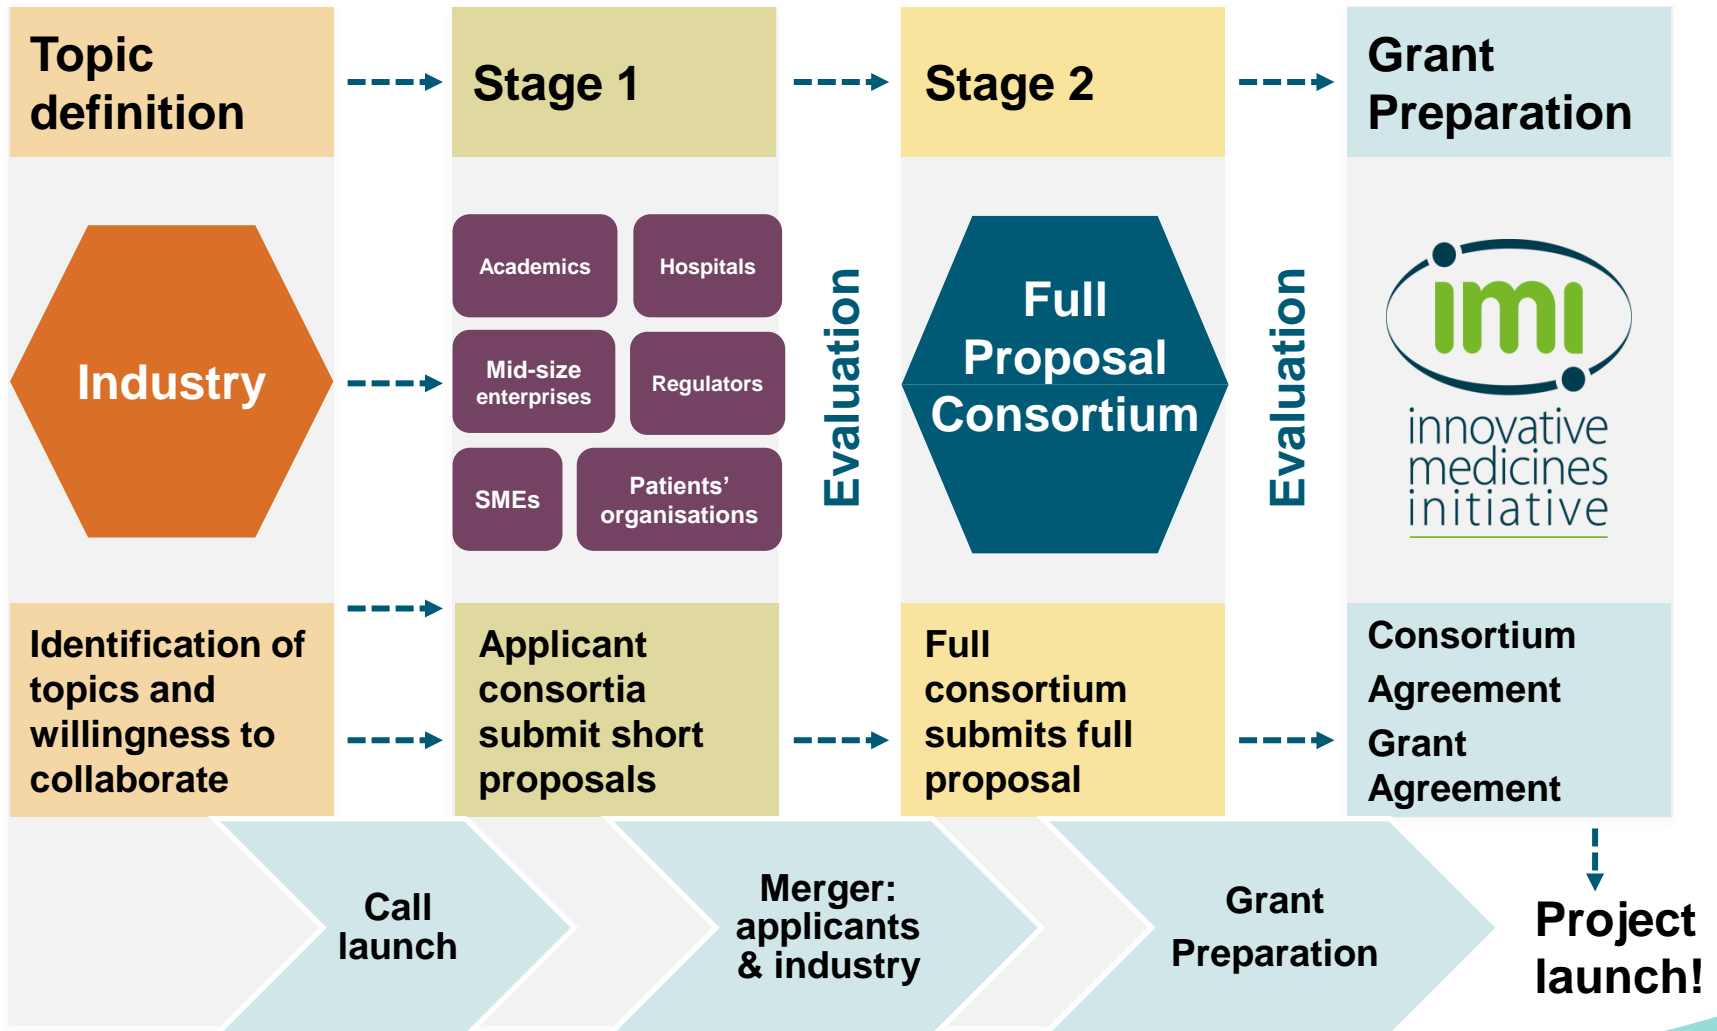 Topic
definition
Stage 1
Stage 2
Grant
Preparation
Industry
Academics
Hospitals
Mid-size
enterprises
Regulators
SMEs
Patients’
organisations
Evaluation
Full
Proposal
Consortium
Evaluation
imi
innovative
medicines
initiative
Identification of
topics and
willingness to
collaborate
Applicant
consortia
submit short
proposals
Full
consortium
submits full
proposal
Consortium
Agreement
Grant
Agreement
Call
launch
Merger:
applicants
& industry
Grant
Preparation
Project
launch!